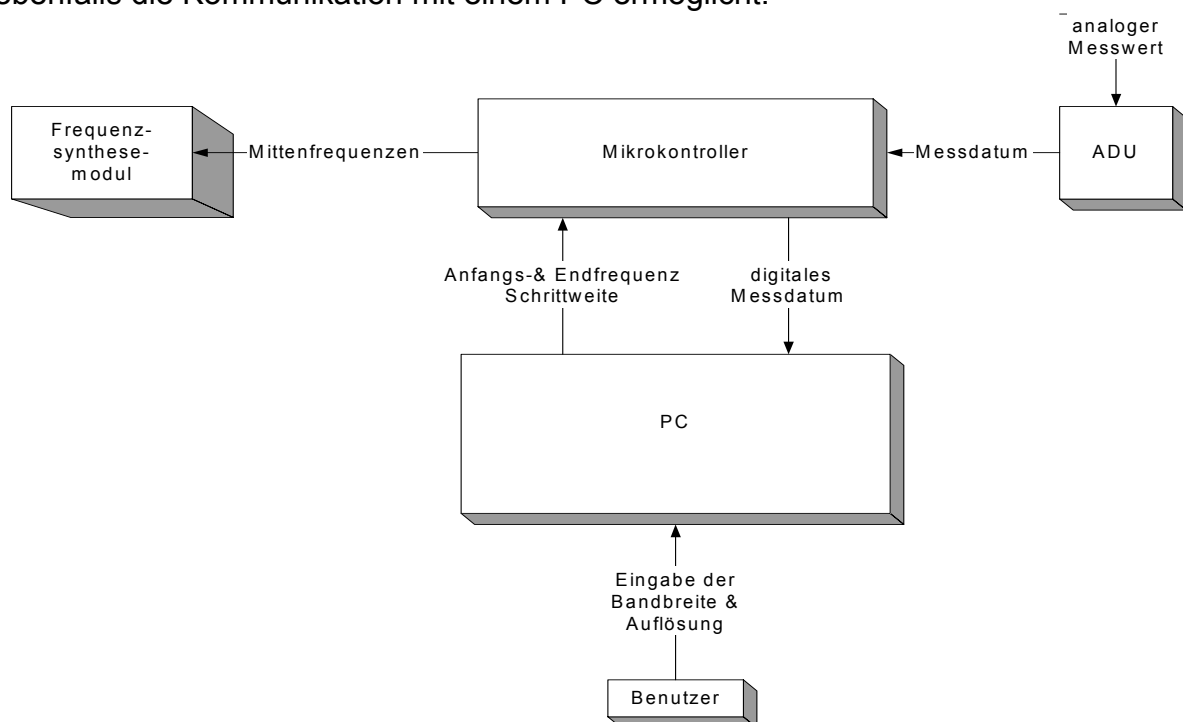 ebenfalls die Kommunikation mit einem PC ermöglicht.
analoger
Messwert
Frequenz-
synthese-
modul
Mittenfrequenzen
Mikrokontroller
Messdatum
ADU
Anfangs-& Endfrequenz
Schrittweite
digitales
Messdatum
PC
Eingabe der
Bandbreite &
Auflösung
Benutzer